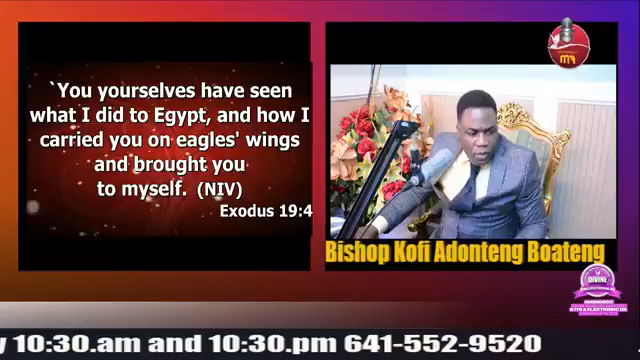 `You yourselves have seen
what I did to Egypt, and how I
carried you on eagles' wings
and brought you
to myself. (NIV)
Exodus 19:4
Bishop Kofi Adonteng Boateng
DIVINE
y 10:30.am and 10:30.pm 641-552-9520